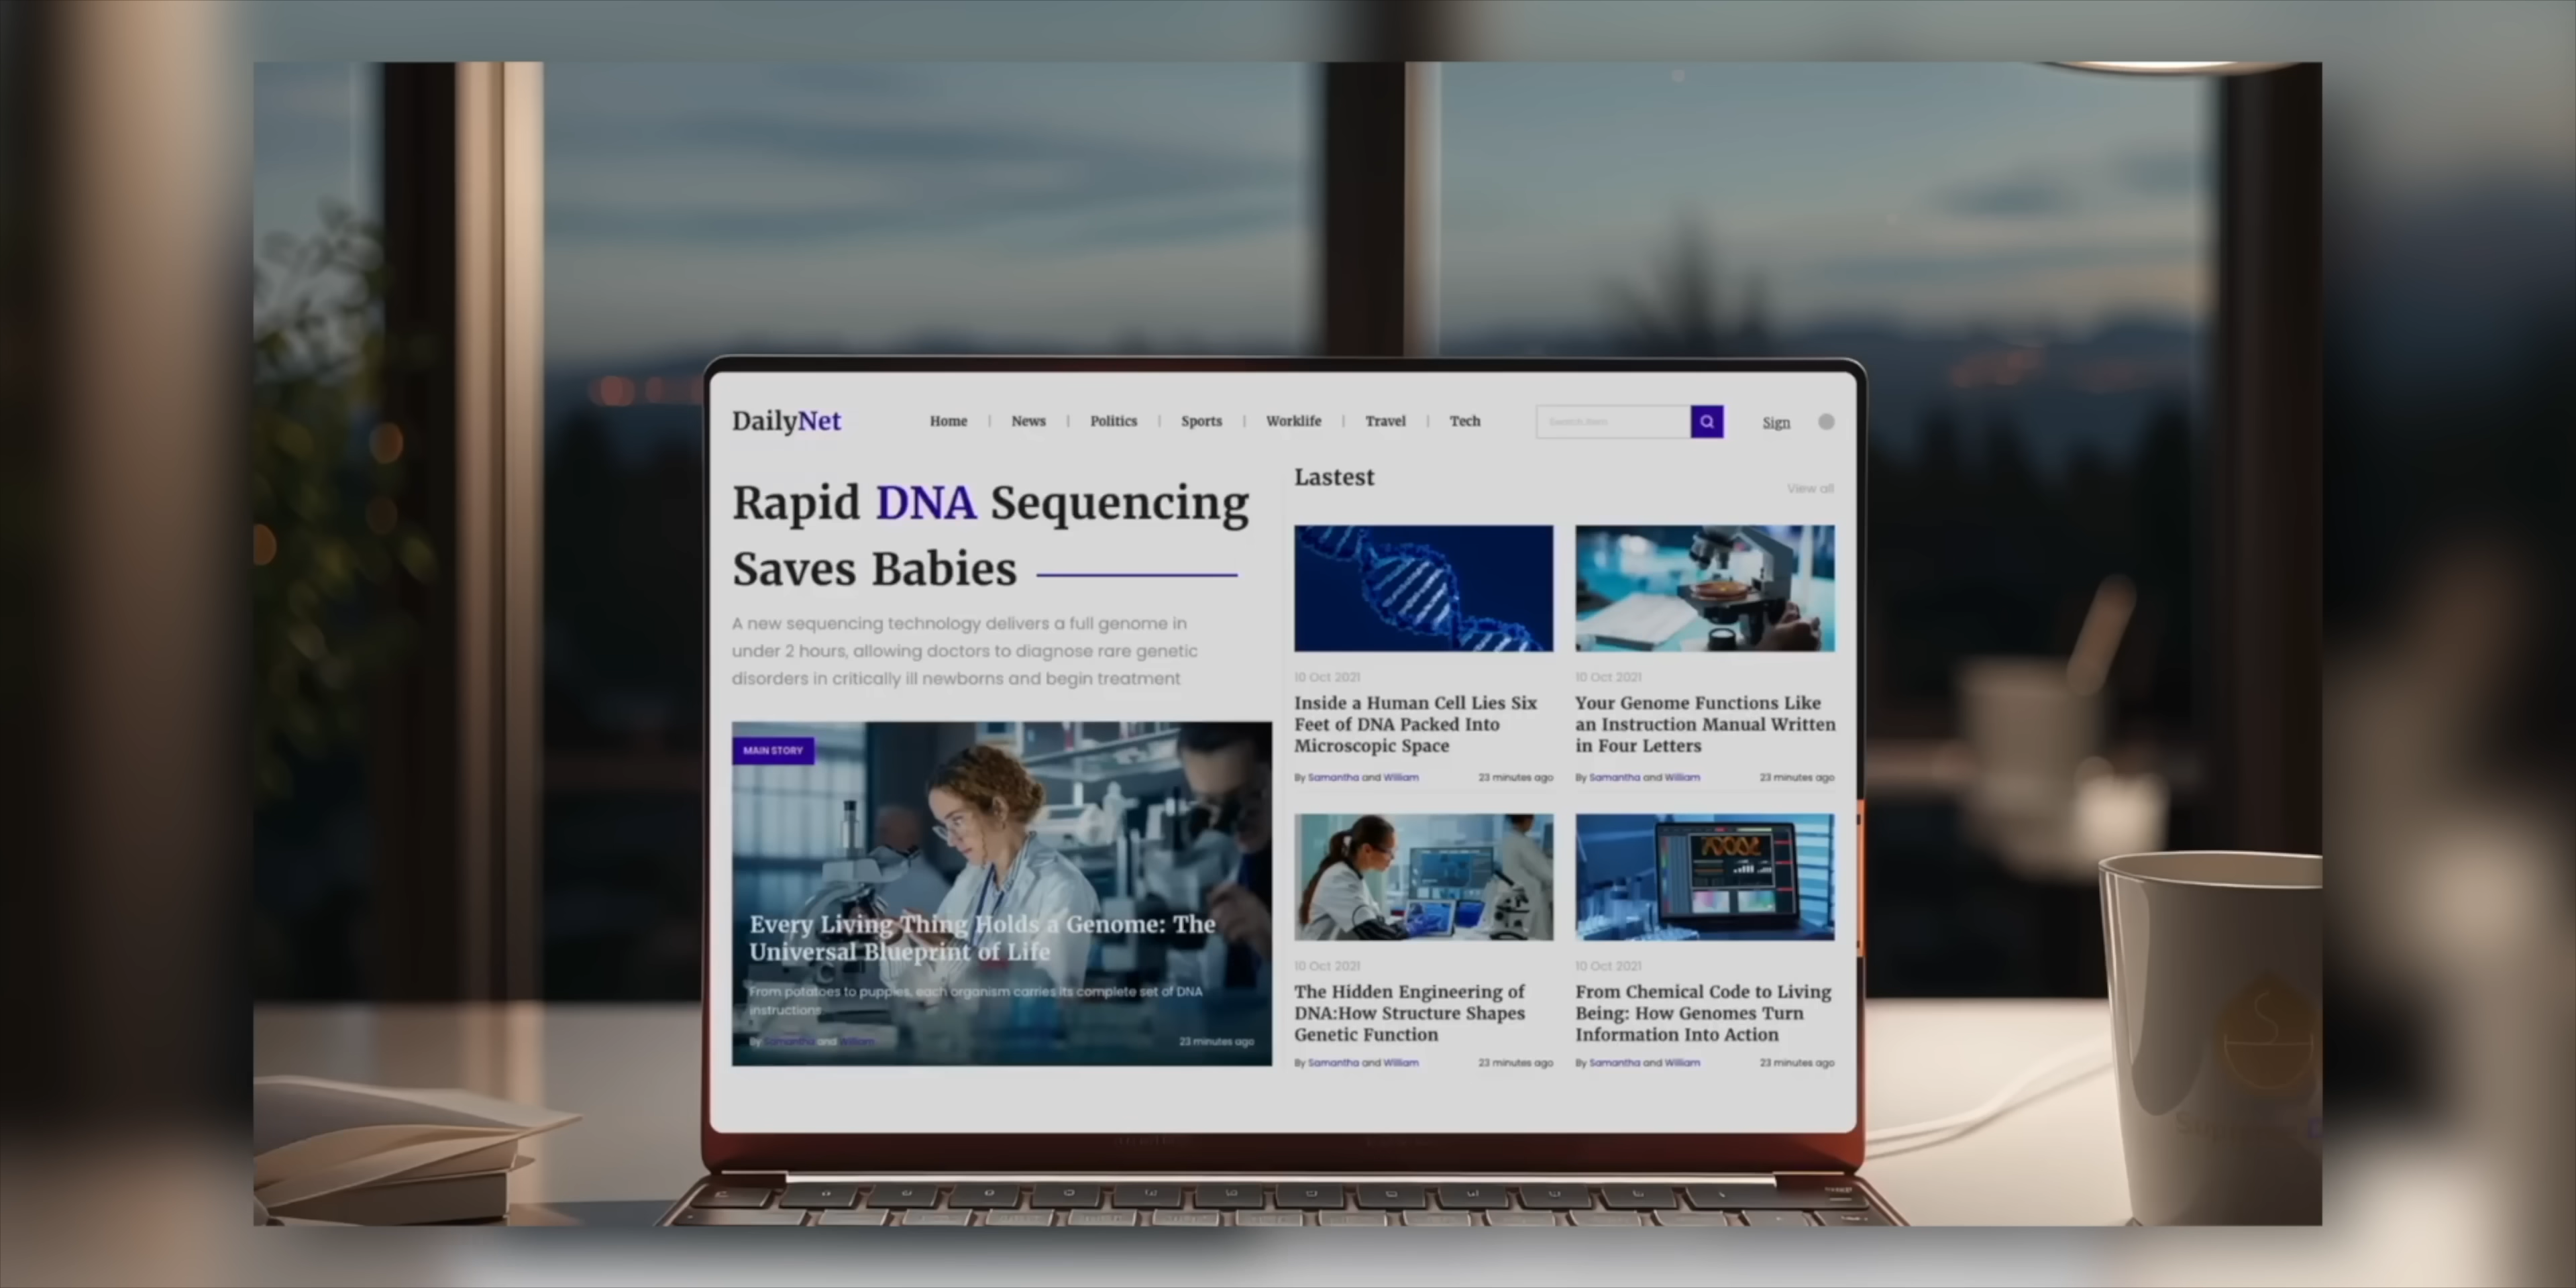 DailyNet
Home | News | Politics | Sports | Worklife | Travel | Tech
Sign
Rapid DNA Sequencing
Saves Babies
A new sequencing technology delivers a full genome in
under 2 hours, allowing doctors to diagnose rare genetic
disorders in critically ill newborns and begin treatment
MAIN STORY
Every Living Thing Holds a Genome: The
Universal Blueprint of Life
From potatoes to puppies, each organism carries its complete set of DNA
instructions
By Samantha and William
23 minutes ago
Lastest
View all
10 Oct 2021
Inside a Human Cell Lies Six
Feet of DNA Packed Into
Microscopic Space
By Samantha and William
23 minutes ago
10 Oct 2021
Your Genome Functions Like
an Instruction Manual Written
in Four Letters
By Samantha and William
23 minutes ago
10 Oct 2021
The Hidden Engineering of
DNA:How Structure Shapes
Genetic Function
By Samantha and William
23 minutes ago
10 Oct 2021
From Chemical Code to Living
Being: How Genomes Turn
Information Into Action
By Samantha and William
23 minutes ago